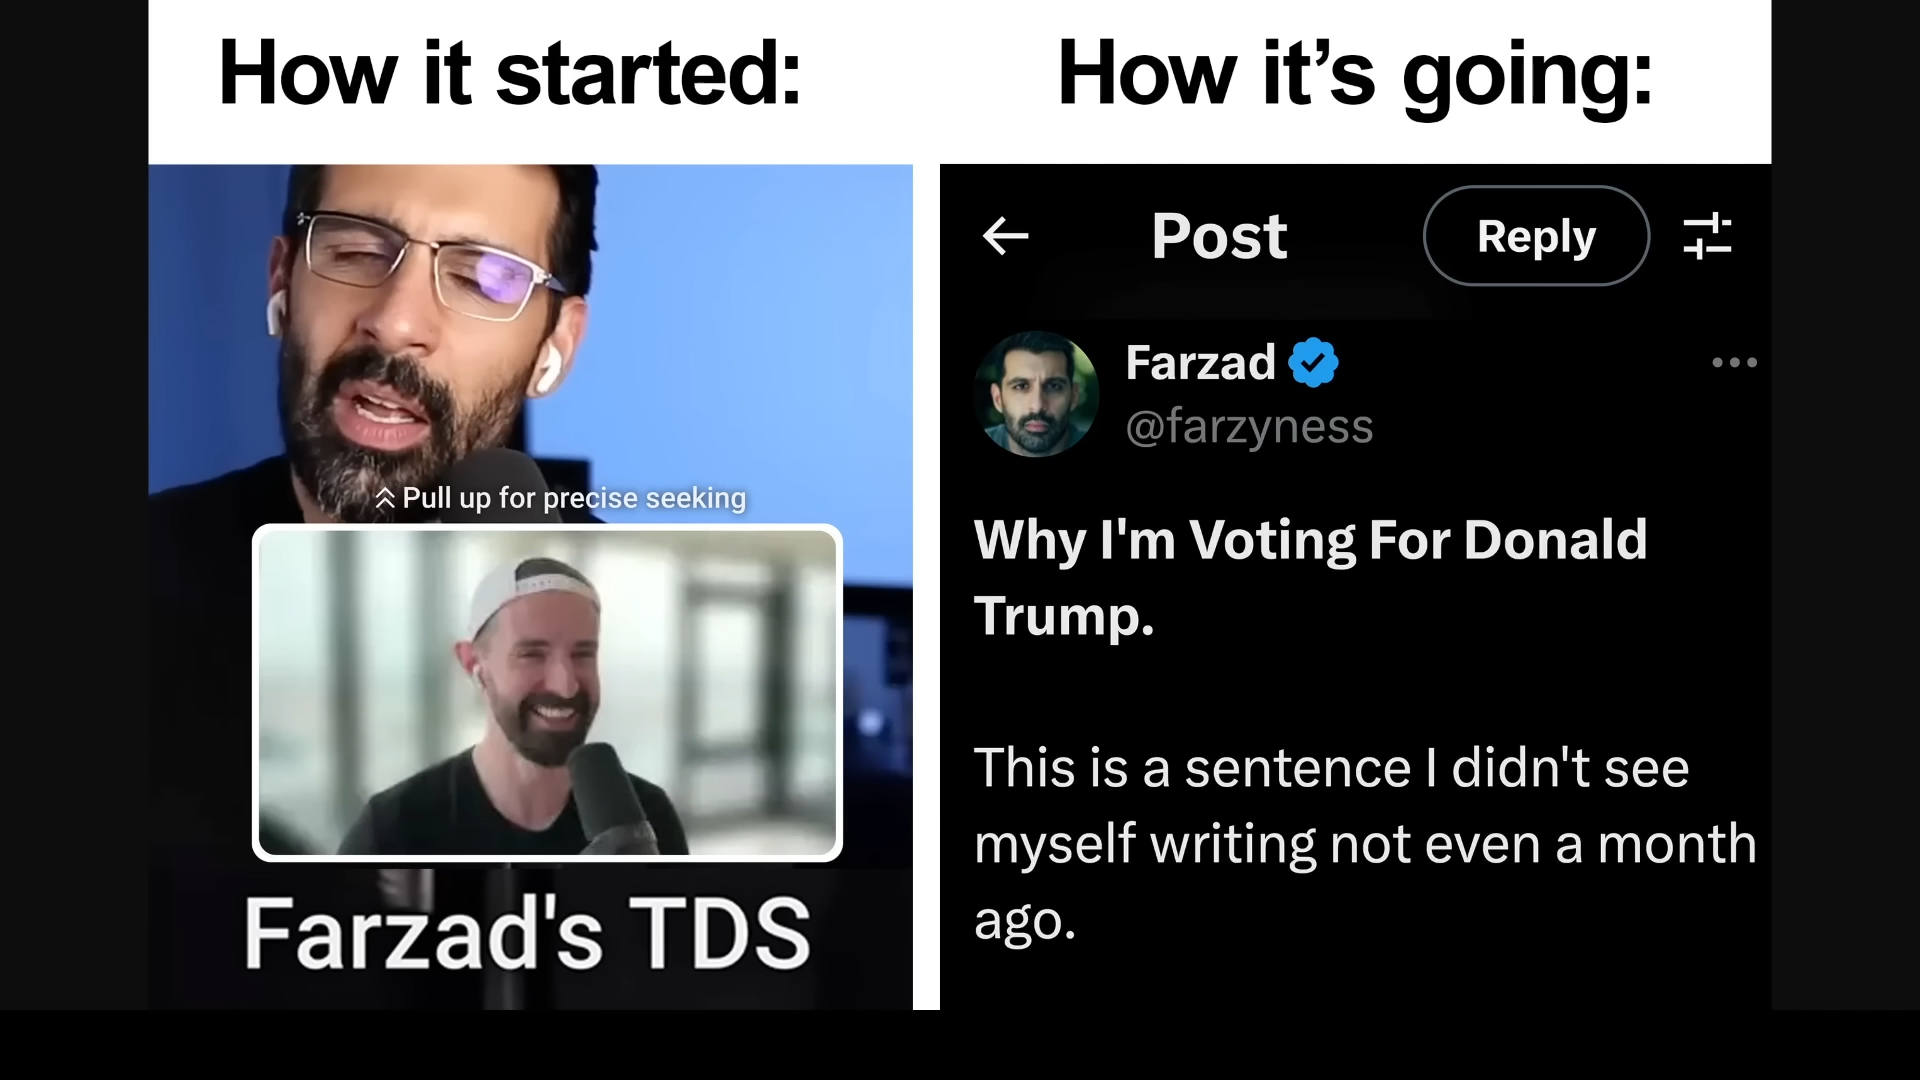 How it started:
How it’s going:
Pull up for precise seeking
Farzad's TDS
Post
Reply
Farzad
@farzyness
Why I'm Voting For Donald
Trump.
This is a sentence I didn't see
myself writing not even a month
ago.